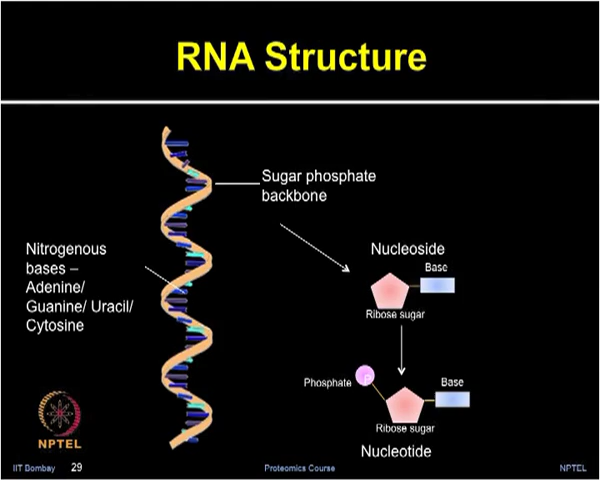 RNA Structure
Sugar phosphate
backbone
Nitrogenous
bases –
Adenine/
Guanine/ Uracil/
Cytosine
Nucleoside
Base
Ribose sugar
Phosphate
P
Base
Ribose sugar
Nucleotide
NPTEL
IIT Bombay
29
Proteomics Course
NPTEL